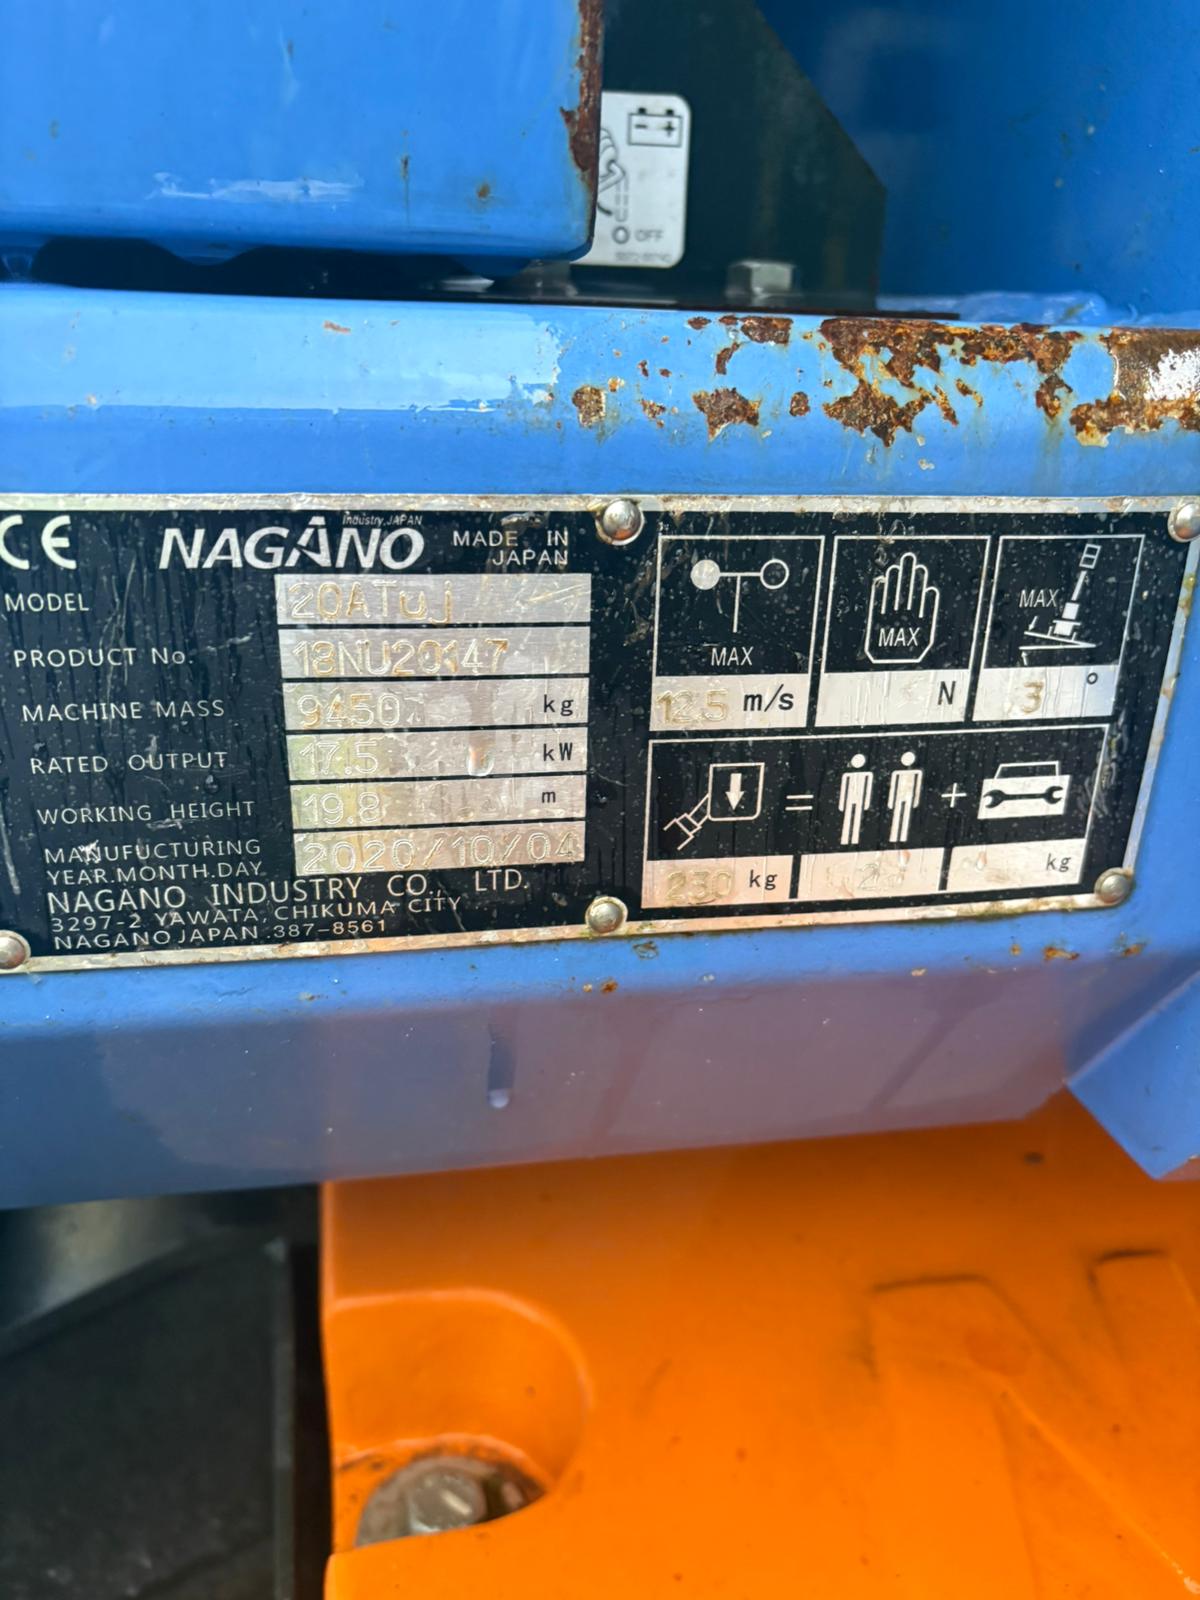 - +
OFF
CE
NAGANO
Industry, JAPAN
MADE IN
JAPAN
MODEL 20ATuj
PRODUCT No. 18NU20147
MACHINE MASS 9450 kg
RATED OUTPUT 17.5 kW
WORKING HEIGHT 19.8 m
MANUFUCTURING
YEAR.MONTH.DAY 2020/10/04
NAGANO INDUSTRY CO., LTD.
3297-2 YAWATA, CHIKUMA CITY
NAGANO JAPAN 387-8561
MAX
12.5 m/s
MAX
N
MAX
3°
= +
230 kg
2
kg